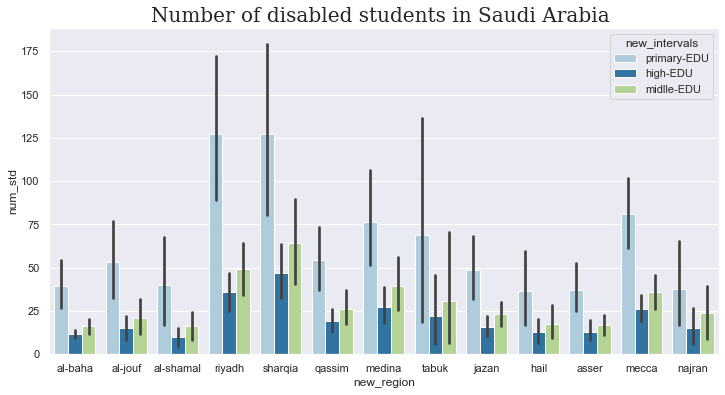 Number of disabled students in Saudi Arabia
new_intervals
primary-EDU
high-EDU
midlle-EDU
num_std
175
150
125
100
75
50
25
0
al-baha al-jouf al-shamal riyadh sharqia qassim medina tabuk jazan hail asser mecca najran
new_region